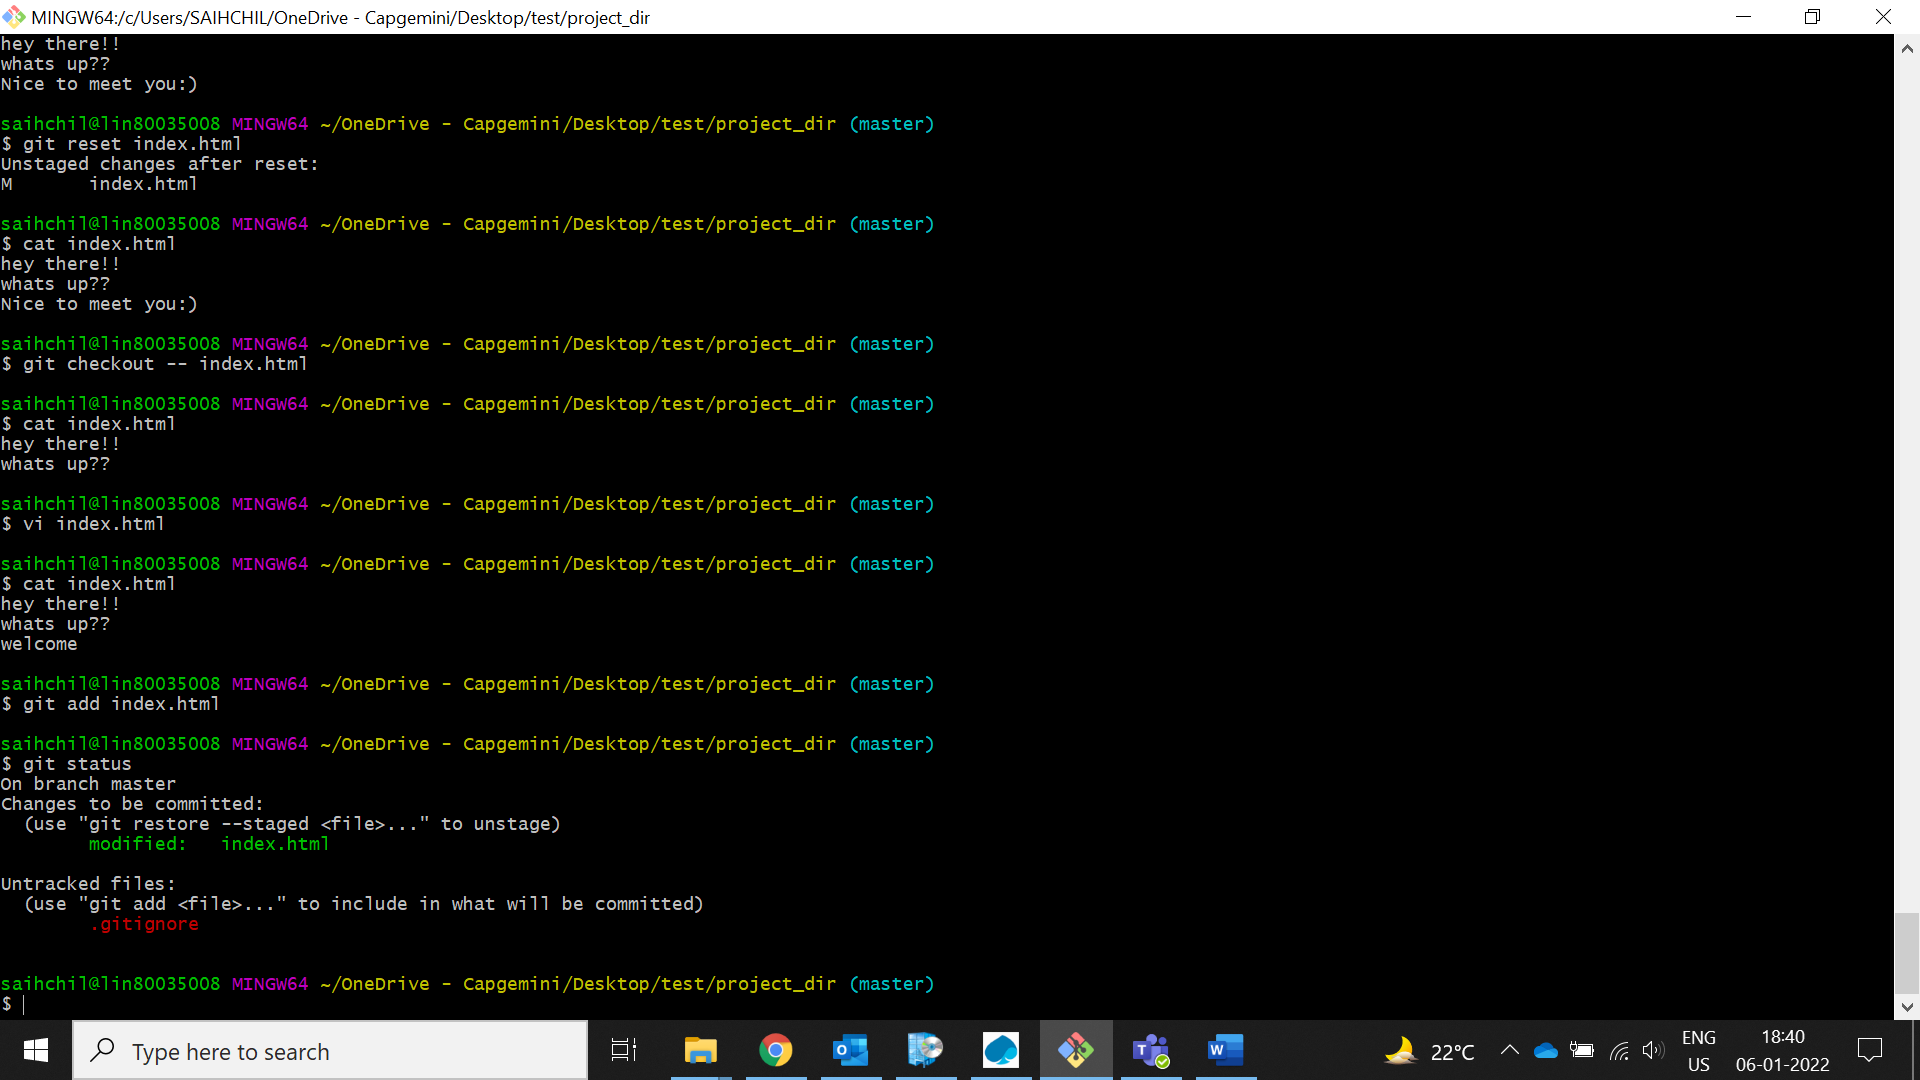 MINGW64:/c/Users/SAIHCHIL/OneDrive - Capgemini/Desktop/test/project_dir
hey there!!
whats up??
Nice to meet you:)
saihchil@lin80035008 MINGW64 ~/OneDrive - Capgemini/Desktop/test/project_dir (master)
$ git reset index.html
Unstaged changes after reset:
M       index.html
saihchil@lin80035008 MINGW64 ~/OneDrive - Capgemini/Desktop/test/project_dir (master)
$ cat index.html
hey there!!
whats up??
Nice to meet you:)
saihchil@lin80035008 MINGW64 ~/OneDrive - Capgemini/Desktop/test/project_dir (master)
$ git checkout -- index.html
saihchil@lin80035008 MINGW64 ~/OneDrive - Capgemini/Desktop/test/project_dir (master)
$ cat index.html
hey there!!
whats up??
saihchil@lin80035008 MINGW64 ~/OneDrive - Capgemini/Desktop/test/project_dir (master)
$ vi index.html
saihchil@lin80035008 MINGW64 ~/OneDrive - Capgemini/Desktop/test/project_dir (master)
$ cat index.html
hey there!!
whats up??
welcome
saihchil@lin80035008 MINGW64 ~/OneDrive - Capgemini/Desktop/test/project_dir (master)
$ git add index.html
saihchil@lin80035008 MINGW64 ~/OneDrive - Capgemini/Desktop/test/project_dir (master)
$ git status
On branch master
Changes to be committed:
  (use "git restore --staged <file>..." to unstage)
        modified:   index.html
Untracked files:
  (use "git add <file>..." to include in what will be committed)
        .gitignore
saihchil@lin80035008 MINGW64 ~/OneDrive - Capgemini/Desktop/test/project_dir (master)
$
Type here to search
22°C
ENG
US
18:40
06-01-2022